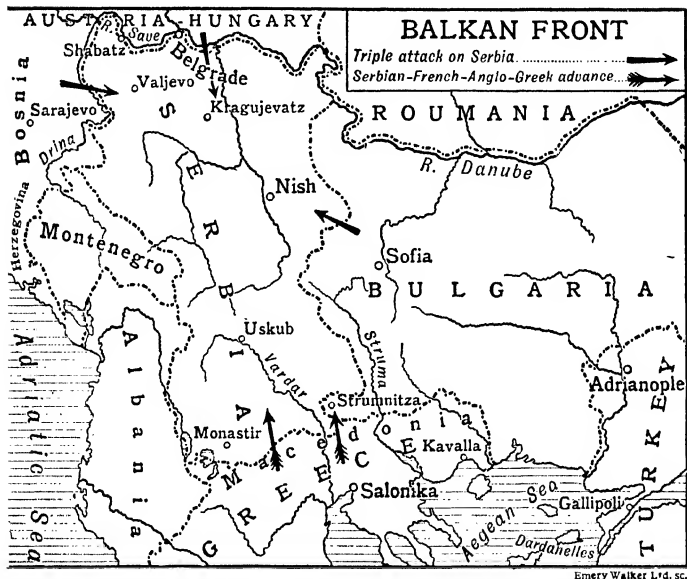 AUSTRIA-HUNGARY
BALKAN FRONT
Triple attack on Serbia
Serbian-French-Anglo-Greek advance
R. Save
Shabatz
Belgrade
Valjevo
Kragujevatz
Bosnia
Sarajevo
Drina
SERBIA
ROUMANIA
R. Danube
Nish
Herzegovina
Montenegro
Sofia
BULGARIA
Uskub
Vardar
Struma
Adriatic Sea
Albania
Strumnitza
Adrianople
Monastir
Macedonia
Kavalla
GREECE
Salonika
Aegean Sea
Gallipoli
Dardanelles
TURKEY
Emery Walker Ltd. sc.